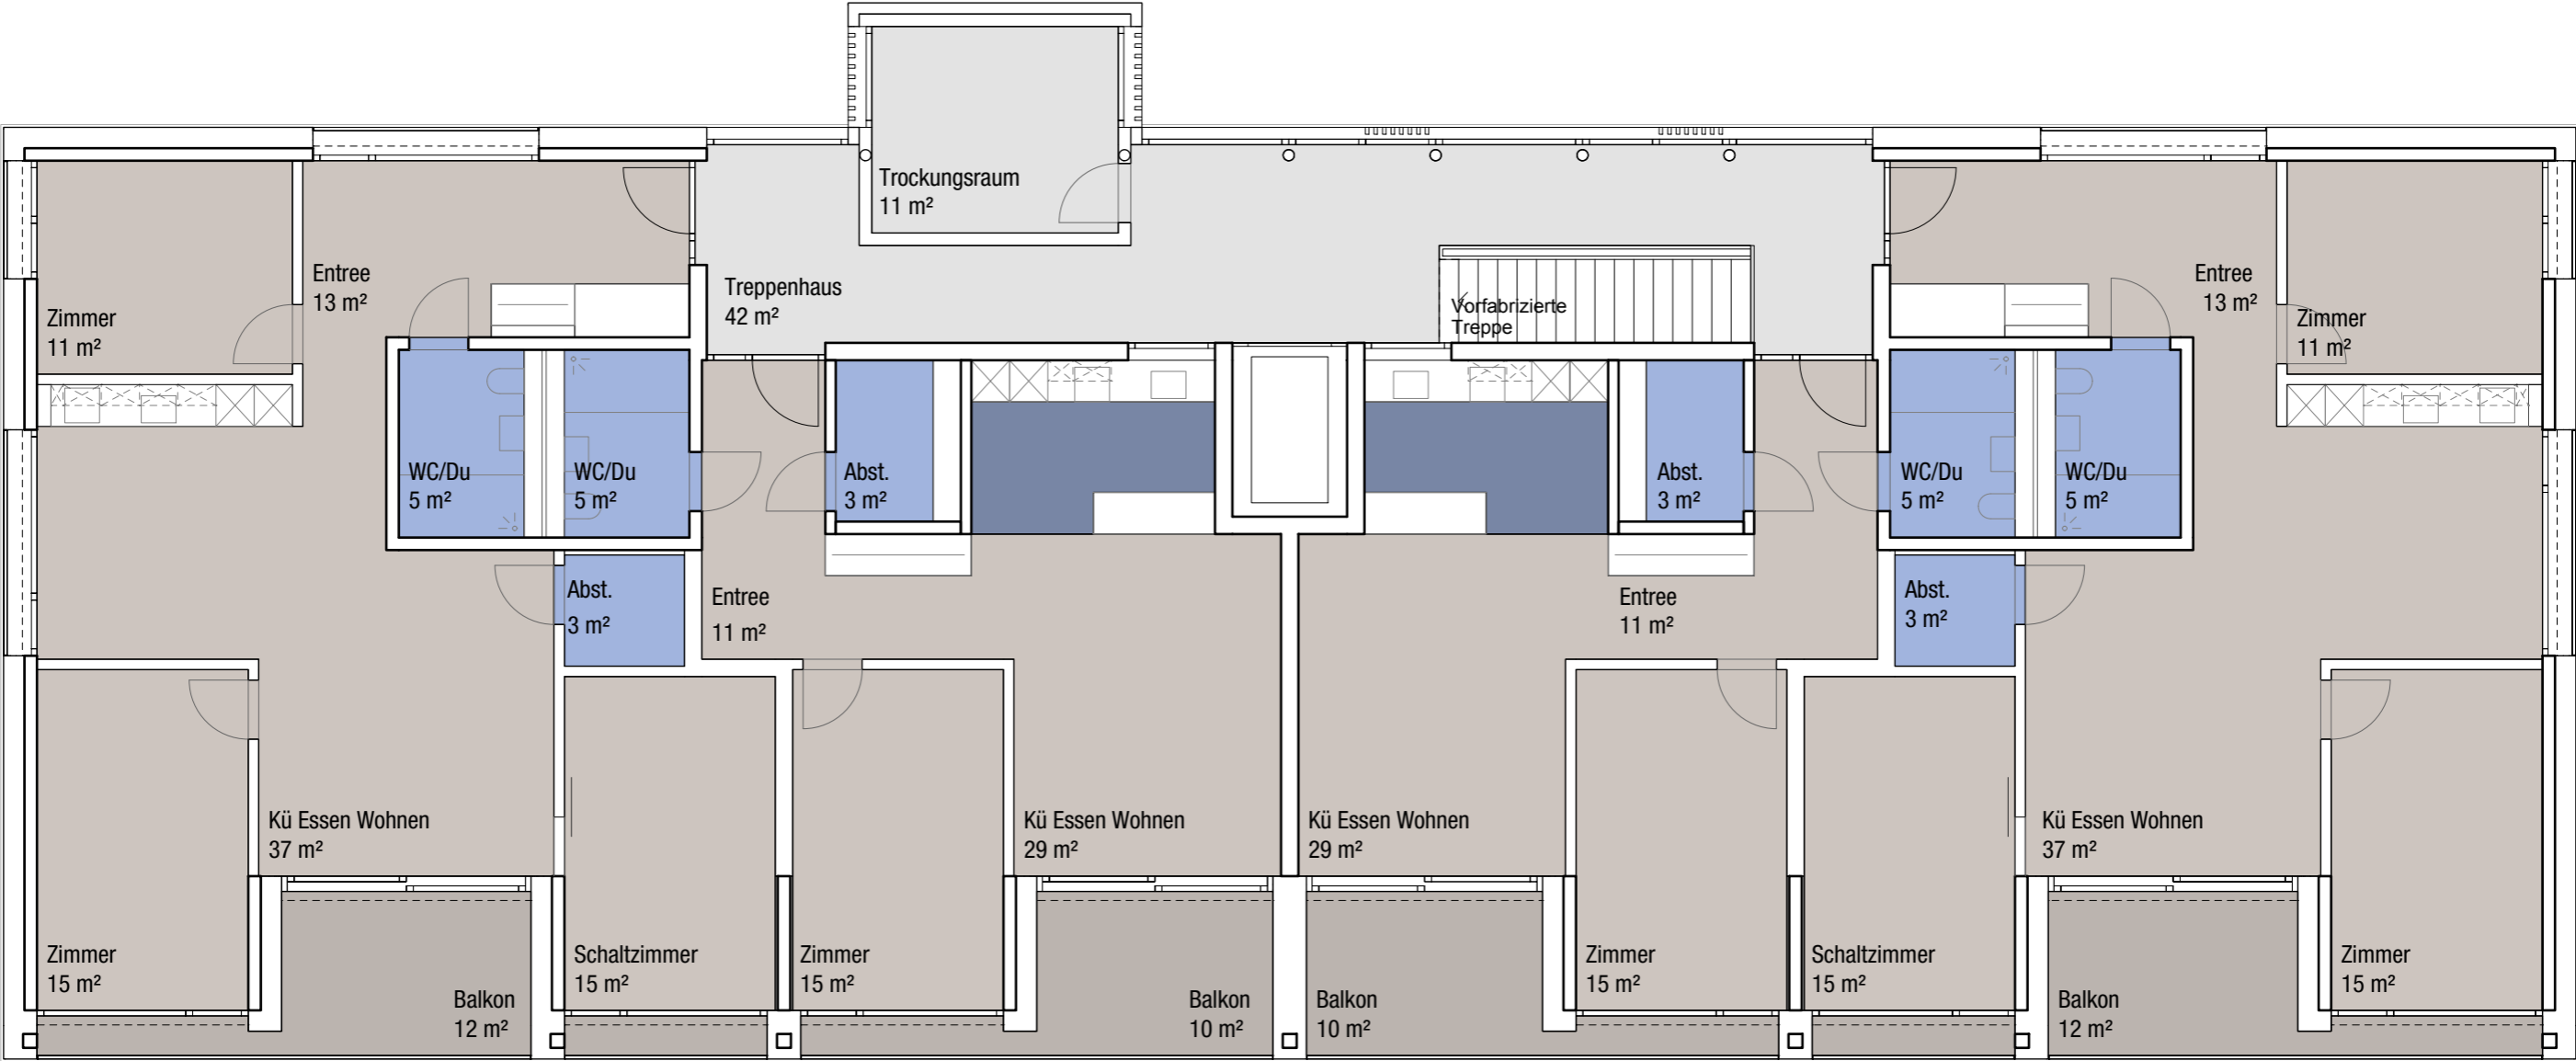 Trockungsraum
11 m²
Entree
13 m²
Treppenhaus
42 m²
Vorfabrizierte
Treppe
Entree
13 m²
Zimmer
11 m²
Zimmer
11 m²
WC/Du
5 m²
WC/Du
5 m²
Abst.
3 m²
Abst.
3 m²
WC/Du
5 m²
WC/Du
5 m²
Abst.
3 m²
Entree
11 m²
Entree
11 m²
Abst.
3 m²
Kü Essen Wohnen
37 m²
Kü Essen Wohnen
29 m²
Kü Essen Wohnen
29 m²
Kü Essen Wohnen
37 m²
Zimmer
15 m²
Schaltzimmer
15 m²
Zimmer
15 m²
Zimmer
15 m²
Schaltzimmer
15 m²
Zimmer
15 m²
Balkon
12 m²
Balkon
10 m²
Balkon
10 m²
Balkon
12 m²